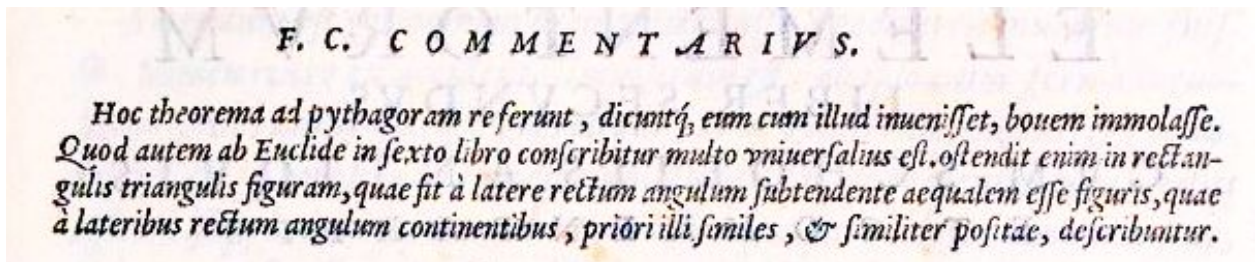 F. C. COMMENTARIVS.
Hoc theorema ad pythagoram referunt, dicuntq́; eum cum illud inueniſſet, bouem immolaſſe.
Quod autem ab Euclide in ſexto libro conſcribitur multo vniuerſalius eſt. oſtendit enim in rectan-
gulis triangulis figuram, quae fit à latere rectum angulum ſubtendente aequalem eſſe figuris, quae
à lateribus rectum angulum continentibus, priori illi ſimiles, & ſimiliter poſitae, deſcribuntur.